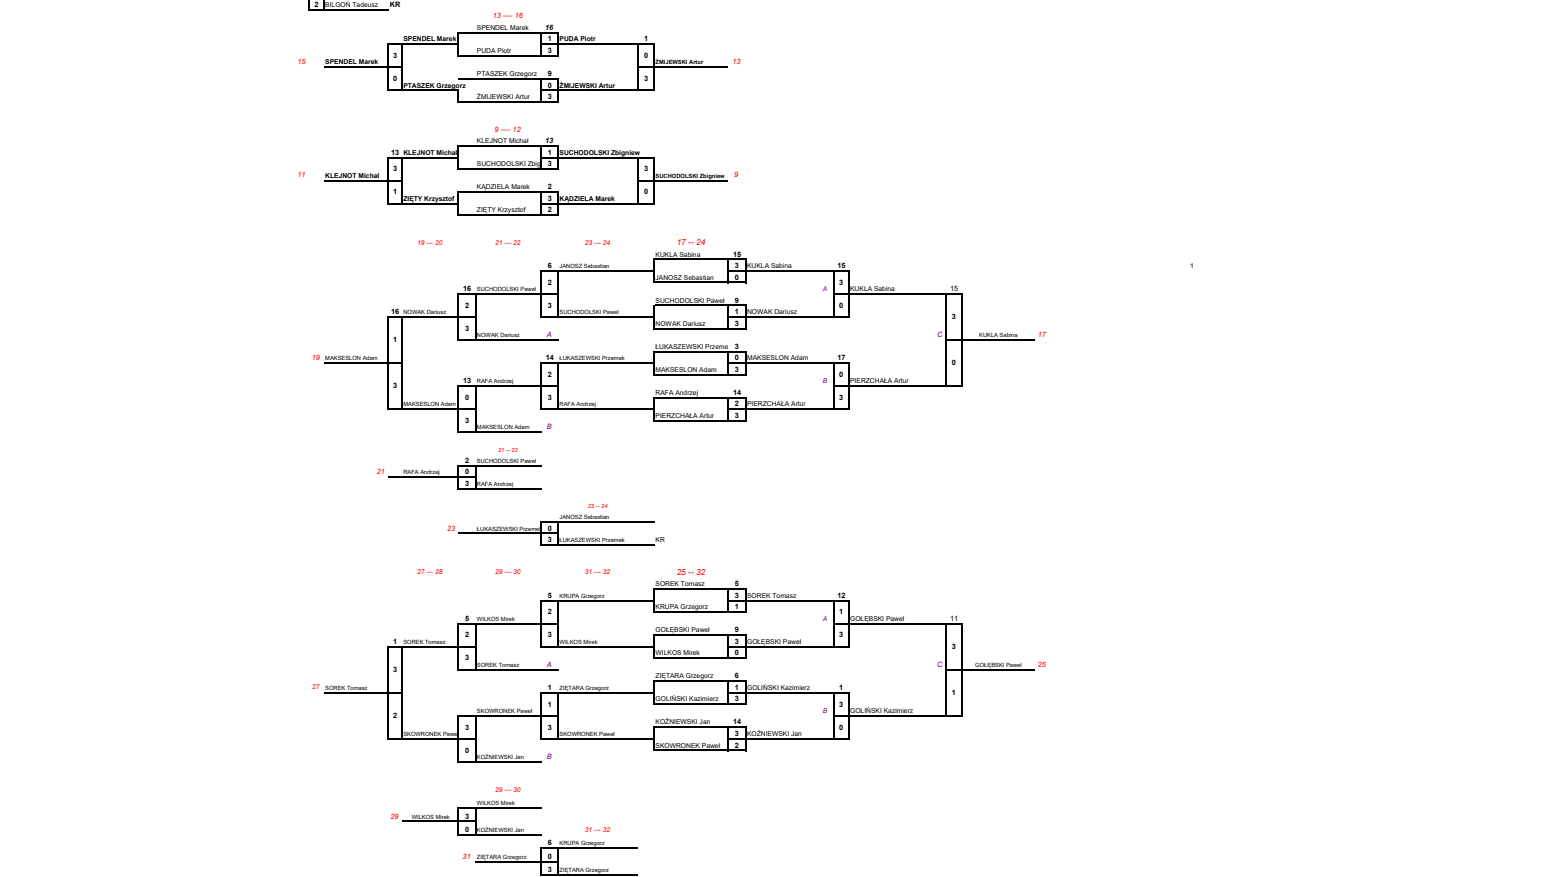 2 BILGOŃ Tadeusz KR
13 ---- 16
SPENDEL Marek 16
SPENDEL Marek 1 PUDA Piotr 1
3 PUDA Piotr 3 0
15 SPENDEL Marek ŻMIJEWSKI Artur 13
0 PTASZEK Grzegorz 9 3
PTASZEK Grzegorz 0 ŻMIJEWSKI Artur
ŻMIJEWSKI Artur 3
9 ---- 12
KLEJNOT Michał 13
13 KLEJNOT Michał 1 SUCHODOLSKI Zbigniew
3 SUCHODOLSKI Zbig 3 3
11 KLEJNOT Michał SUCHODOLSKI Zbigniew 9
1 KĄDZIELA Marek 2 0
ZIĘTY Krzysztof 3 KĄDZIELA Marek
ZIĘTY Krzysztof 2
19 --- 20 21 --- 22 23 --- 24 17 -- 24
KUKLA Sabina 15
6 JANOSZ Sebastian 3 KUKLA Sabina 15 1
2 JANOSZ Sebastian 0 3
16 SUCHODOLSKI Paweł A KUKLA Sabina 15
2 3 SUCHODOLSKI Paweł 9 0
16 NOWAK Dariusz SUCHODOLSKI Paweł 1 NOWAK Dariusz 3
3 NOWAK Dariusz 3
1 NOWAK Dariusz A C KUKLA Sabina 17
ŁUKASZEWSKI Przeme 3
19 MAKSESLON Adam 14 ŁUKASZEWSKI Przemek 0 MAKSESLON Adam 17
2 MAKSESLON Adam 3 0 0
3 13 RAFA Andrzej B PIERZCHAŁA Artur
0 3 RAFA Andrzej 14 3
MAKSESLON Adam RAFA Andrzej 2 PIERZCHAŁA Artur
3 PIERZCHAŁA Artur 3
MAKSESLON Adam B
21 -- 22
2 SUCHODOLSKI Paweł
21 RAFA Andrzej 0
3 RAFA Andrzej
23 -- 24
JANOSZ Sebastian
23 ŁUKASZEWSKI Przemek 0
3 ŁUKASZEWSKI Przemek KR
27 --- 28 29 --- 30 31 --- 32 25 -- 32
SOREK Tomasz 5
5 KRUPA Grzegorz 3 SOREK Tomasz 12
2 KRUPA Grzegorz 1 1
5 WILKOS Mirek A GOŁĘBSKI Paweł 11
2 3 GOŁĘBSKI Paweł 9 3
1 SOREK Tomasz WILKOS Mirek 3 GOŁĘBSKI Paweł 3
3 WILKOS Mirek 0
3 SOREK Tomasz A C GOŁĘBSKI Paweł 25
ZIĘTARA Grzegorz 6
27 SOREK Tomasz 1 ZIĘTARA Grzegorz 1 GOLIŃSKI Kazimierz 1
1 GOLIŃSKI Kazimierz 3 3 1
2 SKOWRONEK Paweł B GOLIŃSKI Kazimierz
3 3 KOŹNIEWSKI Jan 14 0
SKOWRONEK Pawe SKOWRONEK Paweł 3 KOŹNIEWSKI Jan
0 SKOWRONEK Paweł 2
KOŹNIEWSKI Jan B
29 --- 30
WILKOS Mirek
29 WILKOS Mirek 3
0 KOŹNIEWSKI Jan 31 --- 32
6 KRUPA Grzegorz
31 ZIĘTARA Grzegorz 0
3 ZIĘTARA Grzegorz